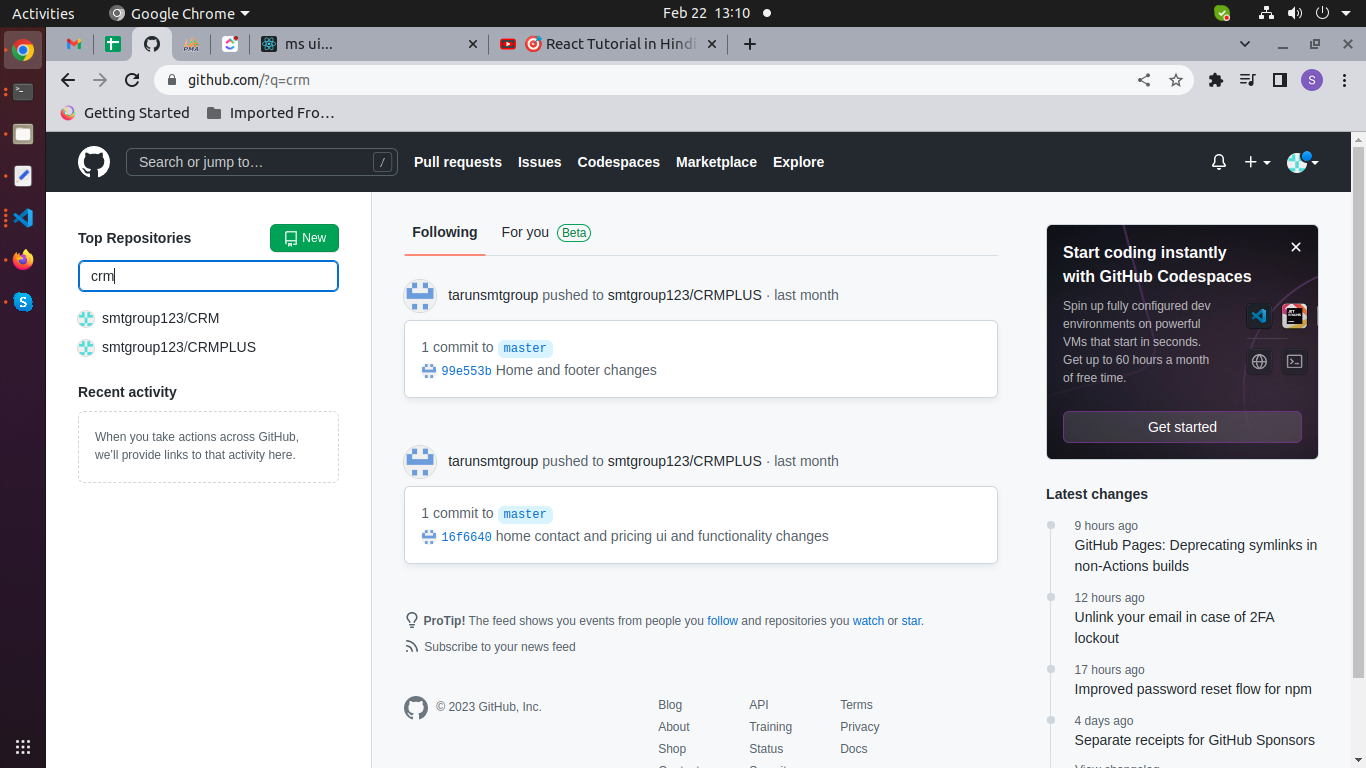 Activities
Google Chrome
Feb 22 13:10
ms ui...
React Tutorial in Hindi
github.com/?q=crm
S
Getting Started
Imported Fro...
Search or jump to...
/
Pull requests
Issues
Codespaces
Marketplace
Explore
Top Repositories
New
crm
smtgroup123/CRM
smtgroup123/CRMPLUS
Recent activity
When you take actions across GitHub,
we'll provide links to that activity here.
Following
For you
Beta
tarunsmtgroup pushed to smtgroup123/CRMPLUS · last month
1 commit to master
99e553b Home and footer changes
tarunsmtgroup pushed to smtgroup123/CRMPLUS · last month
1 commit to master
16f6640 home contact and pricing ui and functionality changes
ProTip! The feed shows you events from people you follow and repositories you watch or star.
Subscribe to your news feed
© 2023 GitHub, Inc.
Blog
About
Shop
API
Training
Status
Terms
Privacy
Docs
Start coding instantly
with GitHub Codespaces
Spin up fully configured dev
environments on powerful
VMs that start in seconds.
Get up to 60 hours a month
of free time.
Get started
Latest changes
9 hours ago
GitHub Pages: Deprecating symlinks in
non-Actions builds
12 hours ago
Unlink your email in case of 2FA
lockout
17 hours ago
Improved password reset flow for npm
4 days ago
Separate receipts for GitHub Sponsors
View changelog